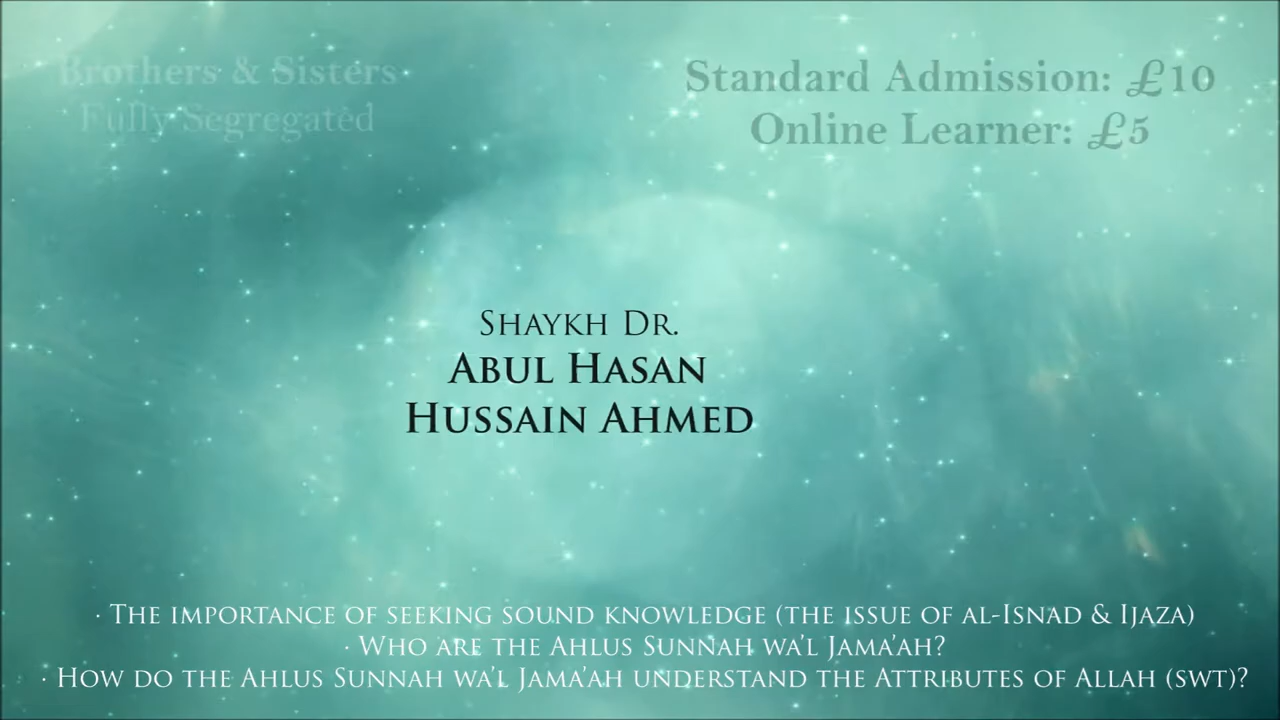 Brothers & Sisters
Fully Segregated
Standard Admission: £10
Online Learner: £5
Shaykh Dr.
Abul Hasan
Hussain Ahmed
· The importance of seeking sound knowledge (the issue of al-Isnad & Ijaza)
· Who are the Ahlus Sunnah wa'l Jama'ah?
· How do the Ahlus Sunnah wa'l Jama'ah understand the Attributes of Allah (swt)?